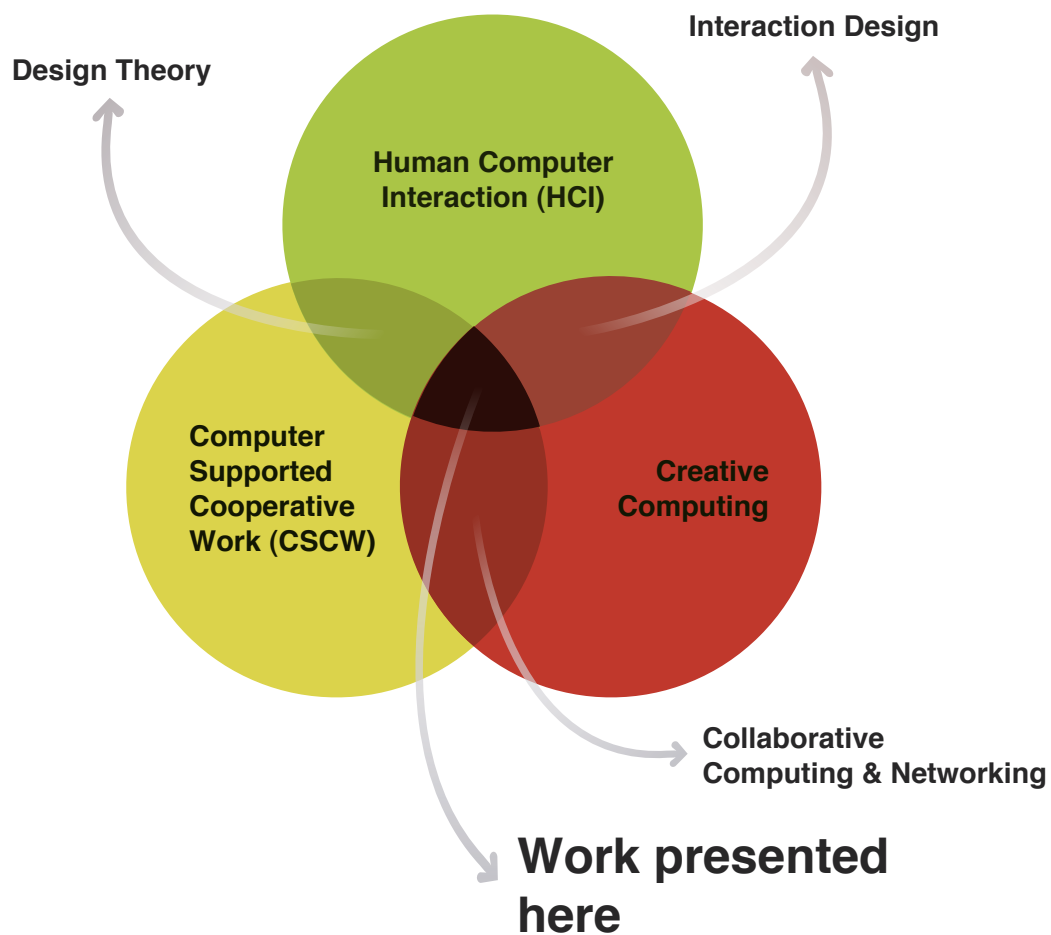 Interaction Design
Design Theory
Human Computer
Interaction (HCI)
Computer
Supported
Cooperative
Work (CSCW)
Creative
Computing
Collaborative
Computing & Networking
Work presented
here